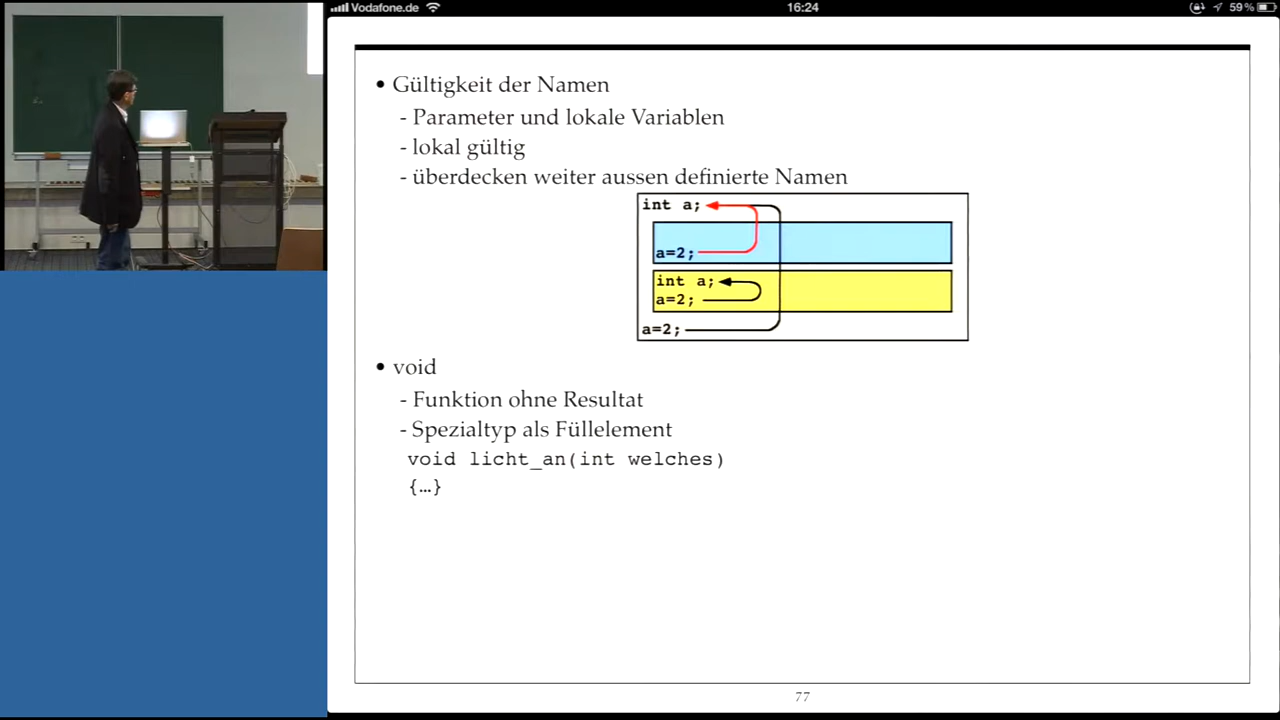 Vodafone.de 16:24 59 %
• Gültigkeit der Namen
- Parameter und lokale Variablen
- lokal gültig
- überdecken weiter aussen definierte Namen
int a;
a=2;
int a;
a=2;
a=2;
• void
- Funktion ohne Resultat
- Spezialtyp als Füllelement
void licht_an(int welches)
{…}
77